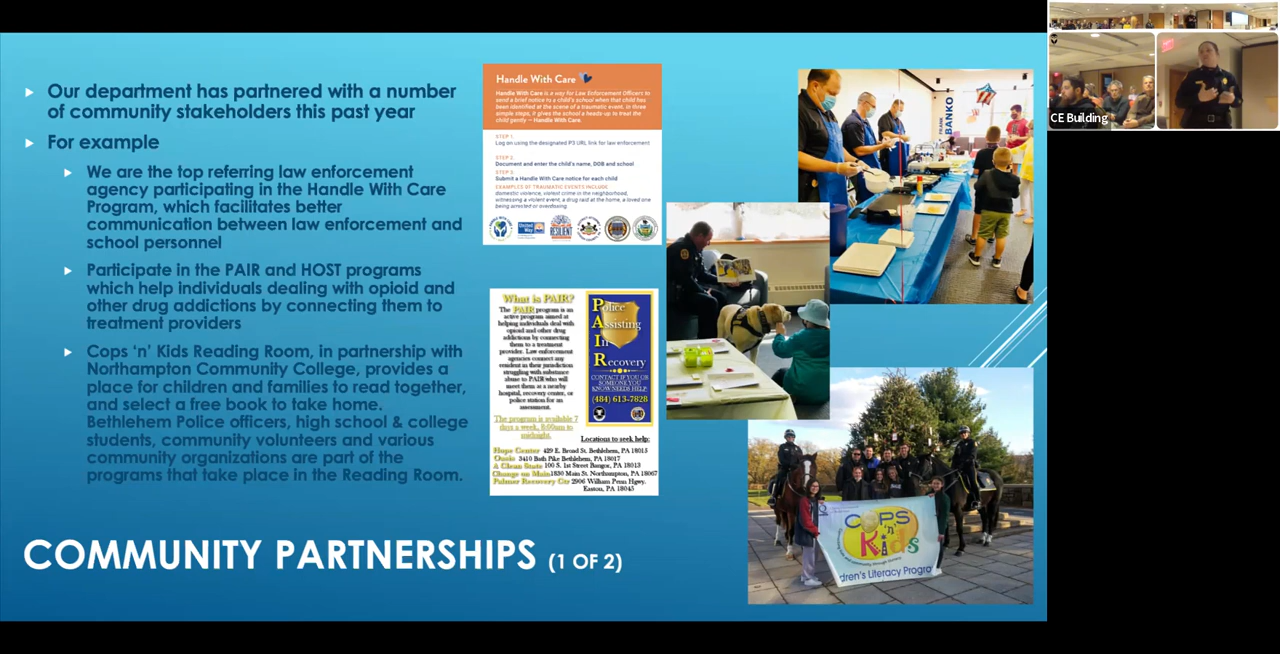 Our department has partnered with a number
of community stakeholders this past year
For example
We are the top referring law enforcement
agency participating in the Handle With Care
Program, which facilitates better
communication between law enforcement and
school personnel
Participate in the PAIR and HOST programs
which help individuals dealing with opioid and
other drug addictions by connecting them to
treatment providers
Cops ‘n’ Kids Reading Room, in partnership with
Northampton Community College, provides a
place for children and families to read together,
and select a free book to take home.
Bethlehem Police officers, high school & college
students, community volunteers and various
community organizations are part of the
programs that take place in the Reading Room.
COMMUNITY PARTNERSHIPS (1 OF 2)
Handle With Care
Handle With Care is a way for Law Enforcement Officers to
send a brief notice to a child's school when that child has
been identified at the scene of a traumatic event. In three
simple steps, it gives the school a heads-up to treat the
child gently — Handle With Care.
STEP 1.
Log on using the designated P3 URL link for law enforcement
STEP 2.
Document and enter the child's name, DOB and school
STEP 3.
Submit a Handle With Care notice for each child
EXAMPLES OF TRAUMATIC EVENTS INCLUDE
domestic violence, violent crime in the neighborhood,
witnessing a violent event, a drug raid at the home, a loved one
being arrested or overdosing
United
Way
RESILIENT
What is PAIR?
The PAIR program is an
active program aimed at
helping individuals deal with
opioid and other drug
addictions by connecting
them to a treatment
provider. Law enforcement
agencies connect any
resident in their jurisdiction
struggling with substance
abuse to PAIR who will
meet them at a nearby
hospital, recovery center, or
police station for an
assessment.
The program is available 7
days a week, 8:00am to
midnight.
Police
Assisting
In
Recovery
CONTACT IF YOU OR
SOMEONE YOU
KNOW NEEDS HELP
(484) 613-7828
Locations to seek help:
Hope Center 429 E. Broad St. Bethlehem, PA 18015
Oasis 3410 Bath Pike Bethlehem, PA 18017
A Clean Slate 100 S. 1st Street Bangor, PA 18013
Change on Main 1830 Main St. Northampton, PA 18067
Palmer Recovery Ctr 2906 William Penn Hwy.
Easton, PA 18045
BANKO
COPS
'n'
Kids
dren's Literacy Progra
CE Building